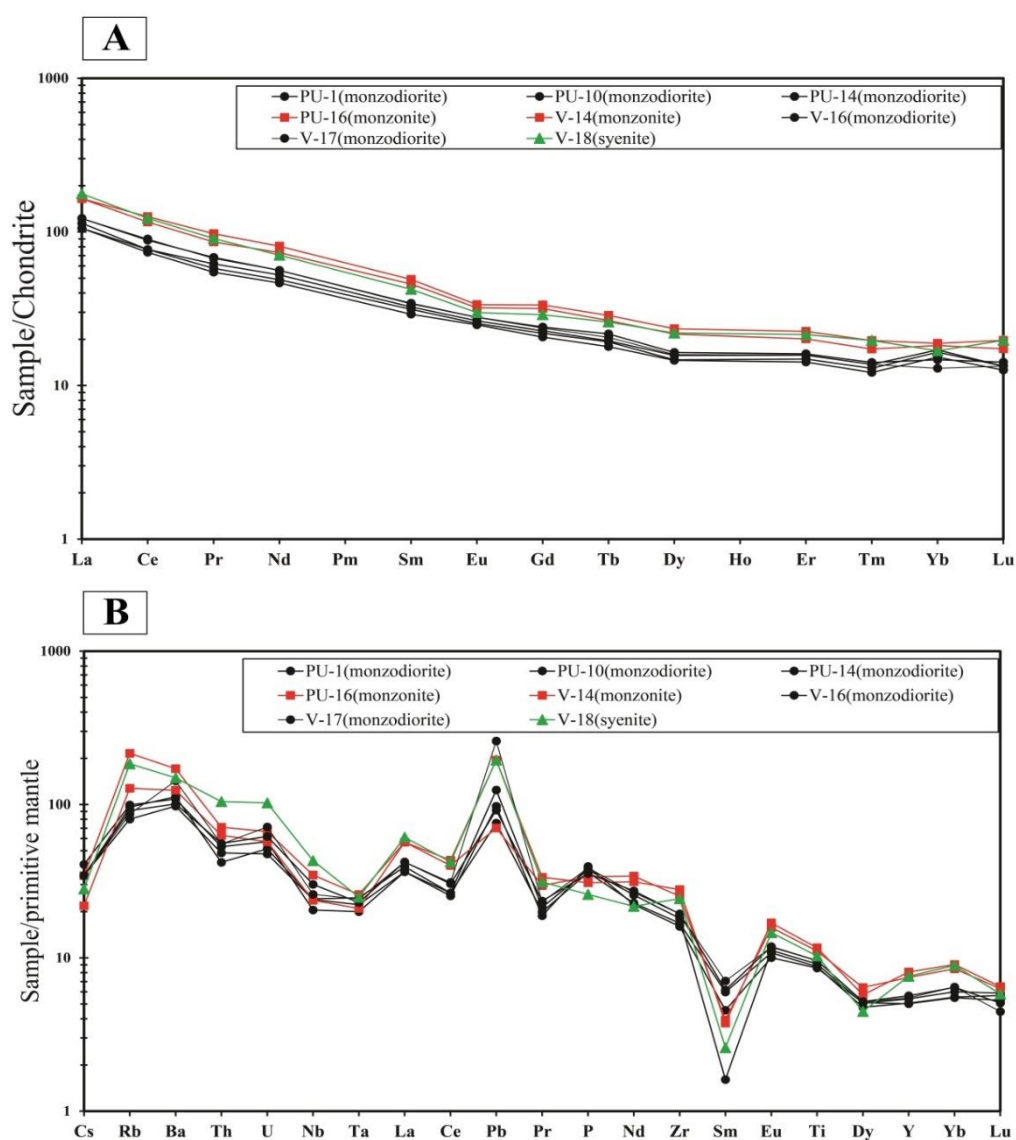 A
1000
PU-1(monzodiorite) PU-10(monzodiorite) PU-14(monzodiorite)
PU-16(monzonite) V-14(monzonite) V-16(monzodiorite)
V-17(monzodiorite) V-18(syenite)
100
Sample/Chondrite
10
1
La Ce Pr Nd Pm Sm Eu Gd Tb Dy Ho Er Tm Yb Lu
B
1000
PU-1(monzodiorite) PU-10(monzodiorite) PU-14(monzodiorite)
PU-16(monzonite) V-14(monzonite) V-16(monzodiorite)
V-17(monzodiorite) V-18(syenite)
100
Sample/primitive mantle
10
1
Cs Rb Ba Th U Nb Ta La Ce Pb Pr P Nd Zr Sm Eu Ti Dy Y Yb Lu